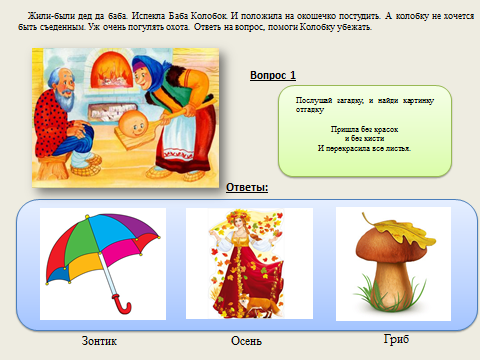 Жили-были дед да баба. Испекла Баба Колобок. И положила на окошечко постудить. А колобку не хочется
быть съеденным. Уж очень погулять охота. Ответь на вопрос, помоги Колобку убежать.
Вопрос 1
Послушай загадку, и найди картинку
отгадку
Пришла без красок
и без кисти
И перекрасила все листья.
Ответы:
Зонтик
Осень
Гриб